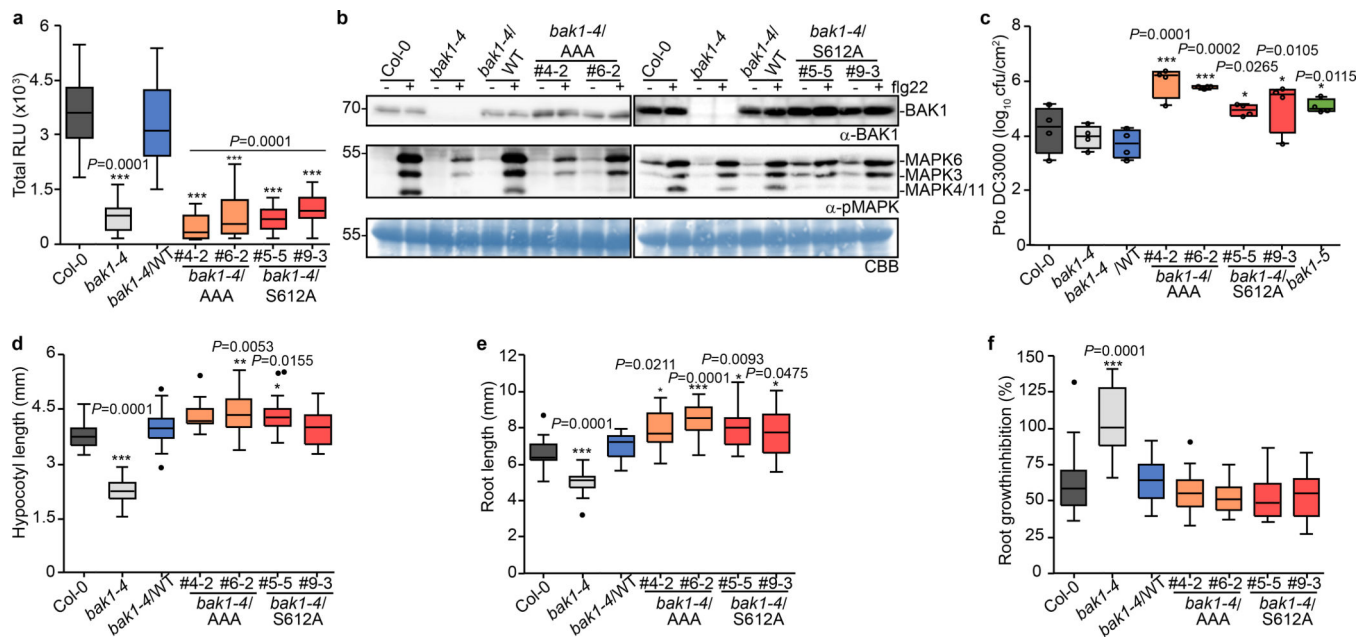 a
Total RLU (x10³)
4.5
3
1.5
0
P=0.0001
***
P=0.0001
***
***
***
***
Col-0
bak1-4
bak1-4/WT
#4-2 #6-2 #5-5 #9-3
bak1-4/ bak1-4/
AAA S612A
b
Col-0
bak1-4
bak1-4/
WT
bak1-4/
AAA
#4-2 #6-2
Col-0
bak1-4
bak1-4/
WT
bak1-4/
S612A
#5-5 #9-3
- + - + - + - + - + - + - + - + - + - + flg22
70- -BAK1
α-BAK1
55- -MAPK6
-MAPK3
-MAPK4/11
α-pMAPK
55-
CBB
c
Pto DC3000 (log10 cfu/cm²)
8
6
4
2
0
P=0.0001
***
P=0.0002
***
P=0.0265
*
P=0.0105
*
P=0.0115
*
Col-0
bak1-4
bak1-4
/WT
#4-2 #6-2 #5-5 #9-3
bak1-4/ bak1-4/
AAA S612A
bak1-5
d
Hypocotyl length (mm)
6
4.5
3
1.5
0
P=0.0001
***
P=0.0053
**
P=0.0155
*
Col-0
bak1-4
bak1-4/WT
#4-2 #6-2 #5-5 #9-3
bak1-4/ bak1-4/
AAA S612A
e
Root length (mm)
12
10
8
6
4
2
0
P=0.0001
***
P=0.0211
*
P=0.0001
***
P=0.0093
*
P=0.0475
*
Col-0
bak1-4
bak1-4/WT
#4-2 #6-2 #5-5 #9-3
bak1-4/ bak1-4/
AAA S612A
f
Root growthinhibition (%)
150
125
100
75
50
25
0
P=0.0001
***
Col-0
bak1-4
bak1-4/WT
#4-2 #6-2 #5-5 #9-3
bak1-4/ bak1-4/
AAA S612A